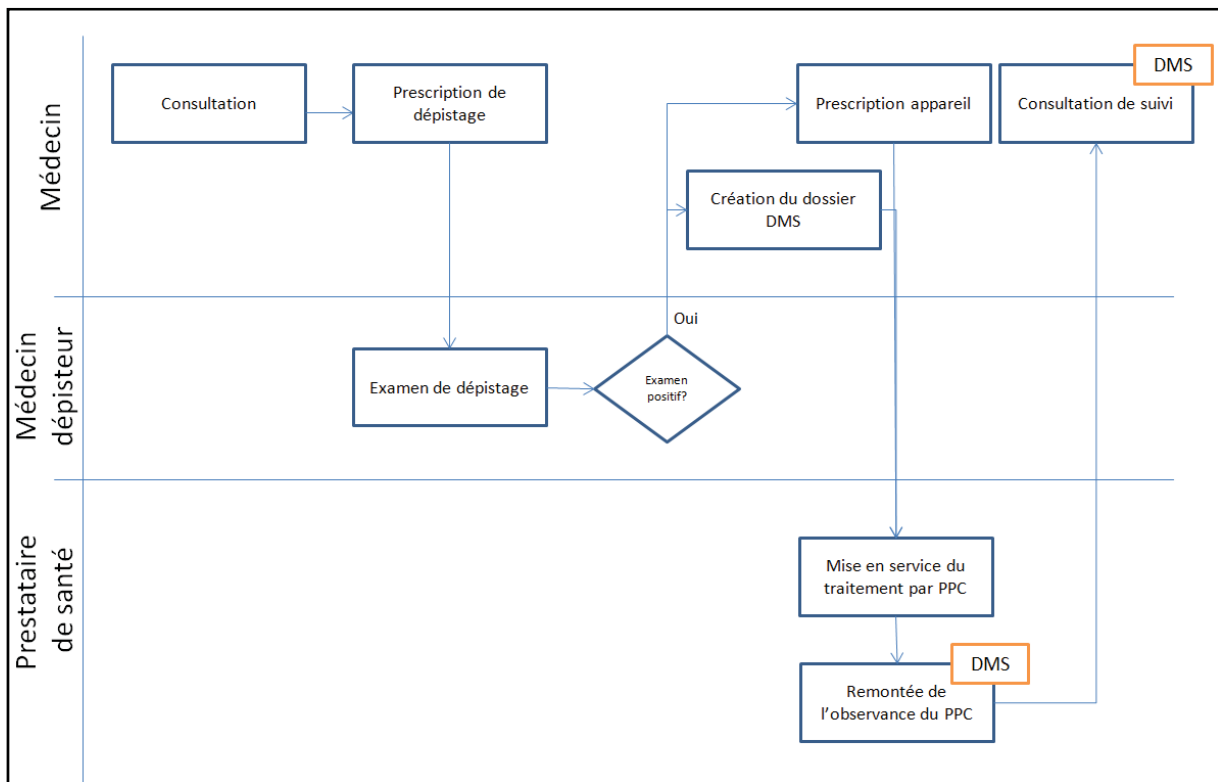 Médecin
Consultation
Prescription de
dépistage
Prescription appareil
DMS
Consultation de suivi
Création du dossier
DMS
Médecin
dépisteur
Examen de dépistage
Oui
Examen
positif?
Prestataire
de santé
Mise en service du
traitement par PPC
DMS
Remontée de
l’observance du PPC